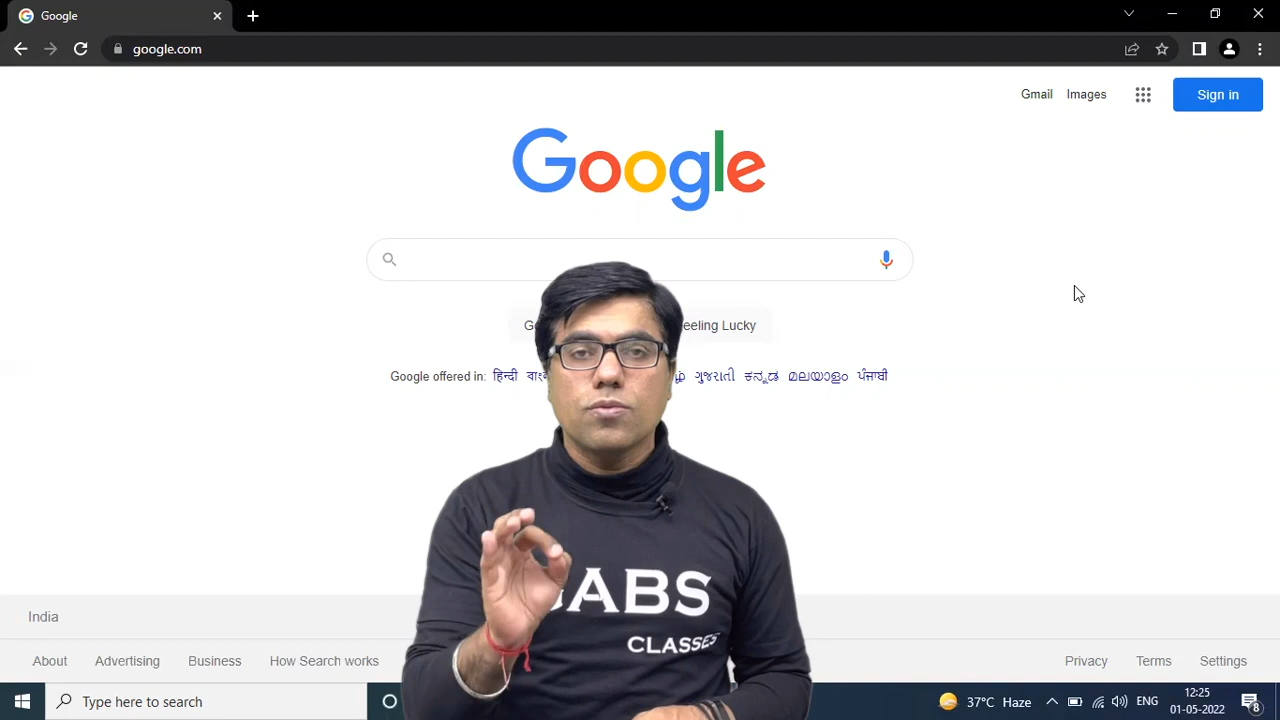 Google
google.com
Gmail Images
Sign in
Google
eeling Lucky
Google offered in: हिन्दी ગુજરાતી ಕನ್ನಡ മലയാളം ਪੰਜਾਬੀ
ABS
CLASSES
India
About Advertising Business How Search works
Privacy Terms Settings
Type here to search
37°C Haze
ENG
12:25
01-05-2022
8